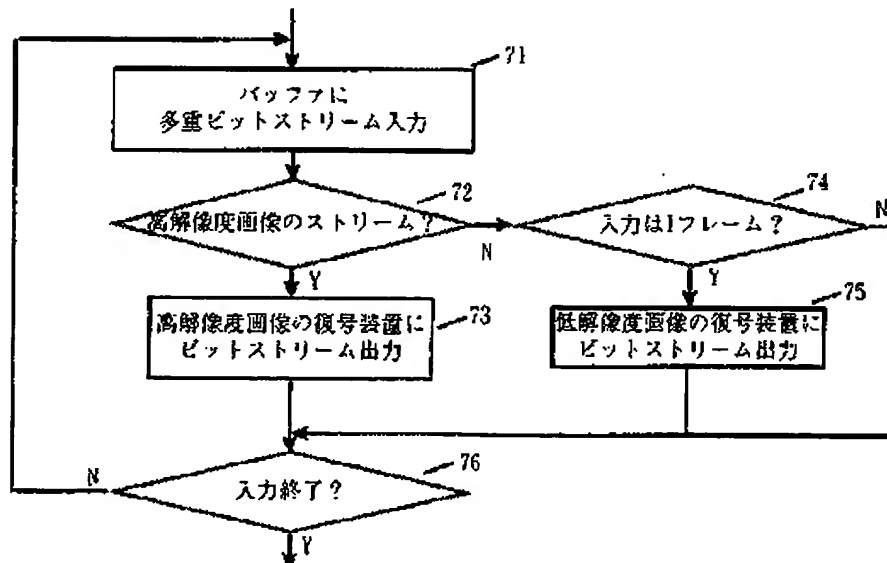 71
バッファに
多重ビットストリーム入力
72
高解像度画像のストリーム?
N
Y
74
入力はIフレーム?
N
Y
73
高解像度画像の復号装置に
ビットストリーム出力
75
低解像度画像の復号装置に
ビットストリーム出力
76
入力終了?
N
Y